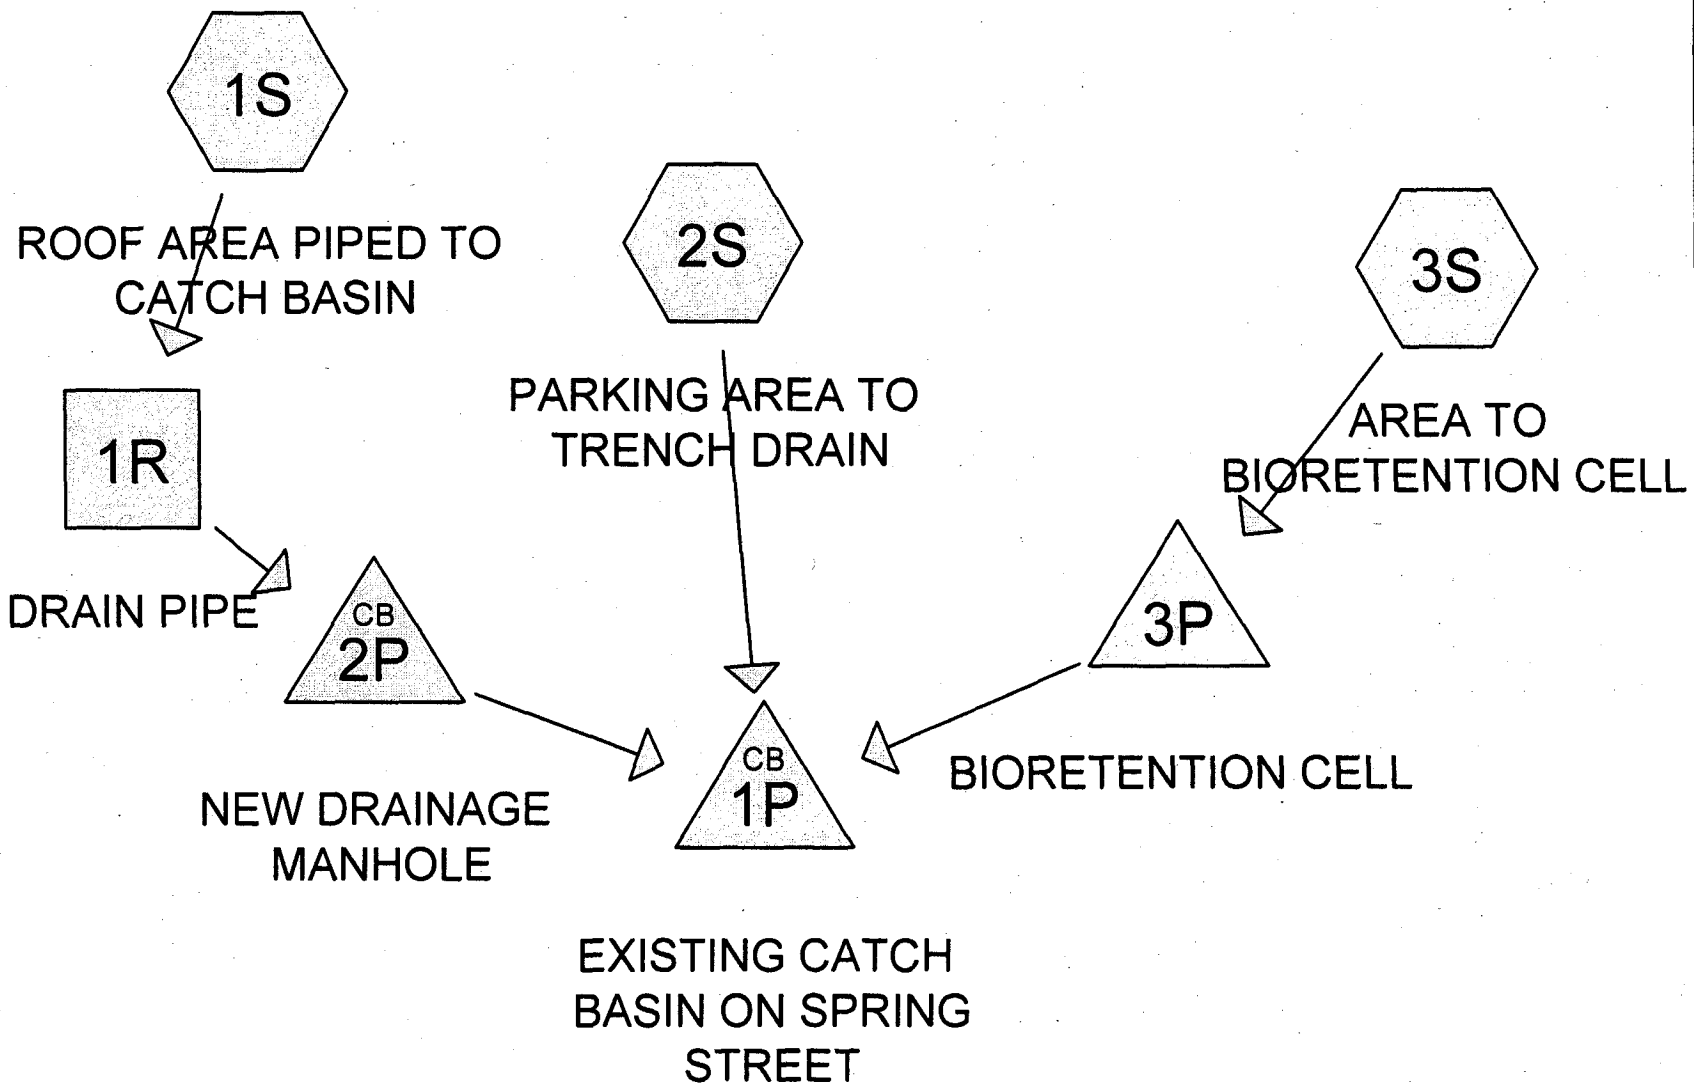 1S
ROOF AREA PIPED TO
CATCH BASIN
2S
3S
PARKING AREA TO
TRENCH DRAIN
AREA TO
BIORETENTION CELL
1R
DRAIN PIPE
CB
2P
3P
NEW DRAINAGE
MANHOLE
CB
1P
BIORETENTION CELL
EXISTING CATCH
BASIN ON SPRING
STREET